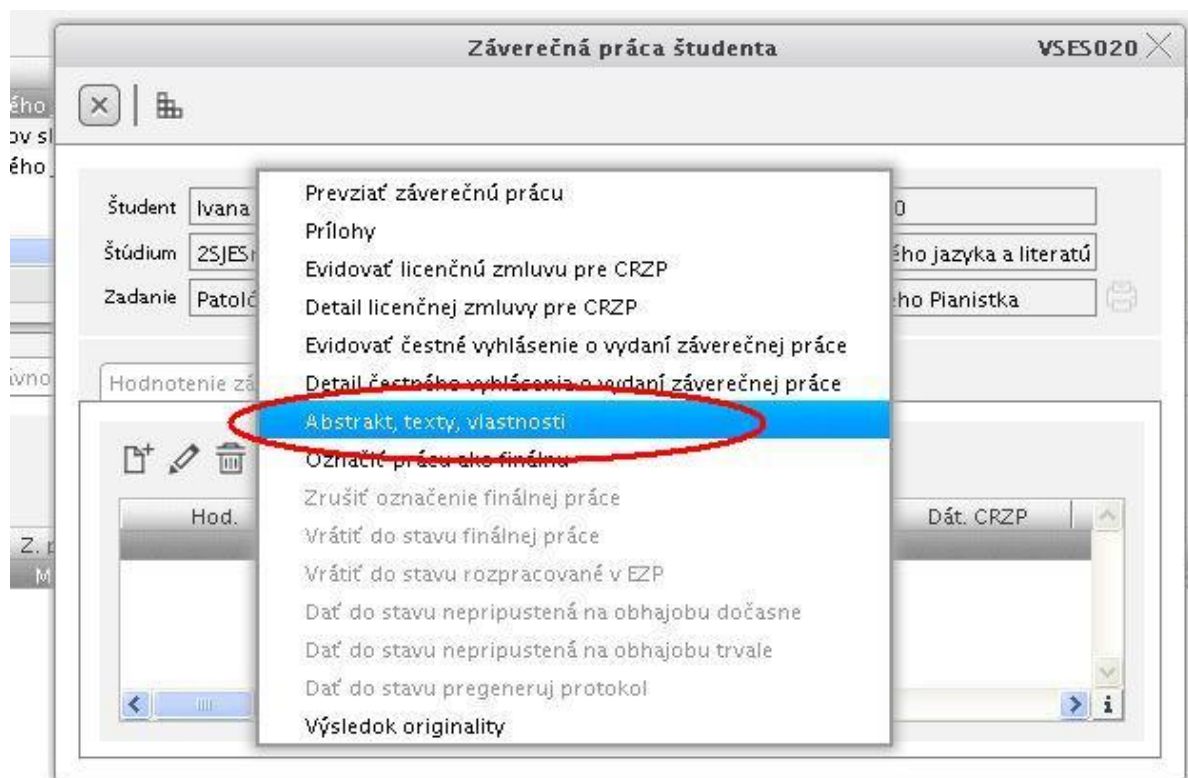 Záverečná práca študenta VSES020
ého
ov sl
ého
Prevziať záverečnú prácu
Študent Ivana 0
Prílohy
Štúdium 2SJESr ého jazyka a literatú
Evidovať licenčnú zmluvu pre CRZP
Zadanie Patoló ho Pianistka
Detail licenčnej zmluvy pre CRZP
Evidovať čestné vyhlásenie o vydaní záverečnej práce
ávno Hodnotenie zá Detail čestného vyhlásenia o vydaní záverečnej práce
Abstrakt, texty, vlastnosti
Označiť prácu ako finálnu
Zrušiť označenie finálnej práce
Hod. Dát. CRZP
Vrátiť do stavu finálnej práce
Z. p
Vrátiť do stavu rozpracované v EZP
M
Dať do stavu nepripustená na obhajobu dočasne
Dať do stavu nepripustená na obhajobu trvale
Dať do stavu pregeneruj protokol
i
Výsledok originality